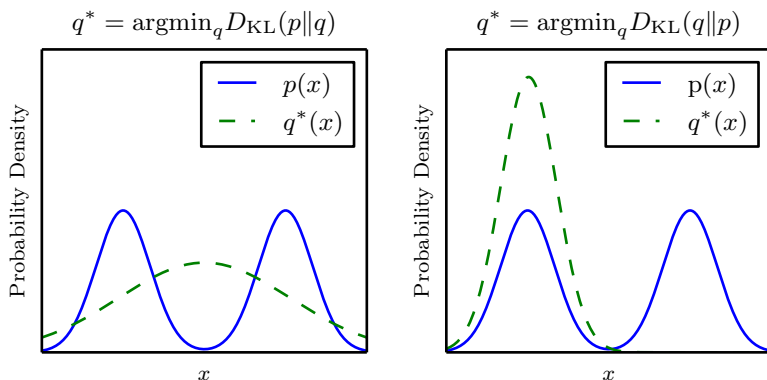 q* = argmin_q D_KL(p‖q)
p(x)
q*(x)
Probability Density
x
q* = argmin_q D_KL(q‖p)
p(x)
q*(x)
Probability Density
x